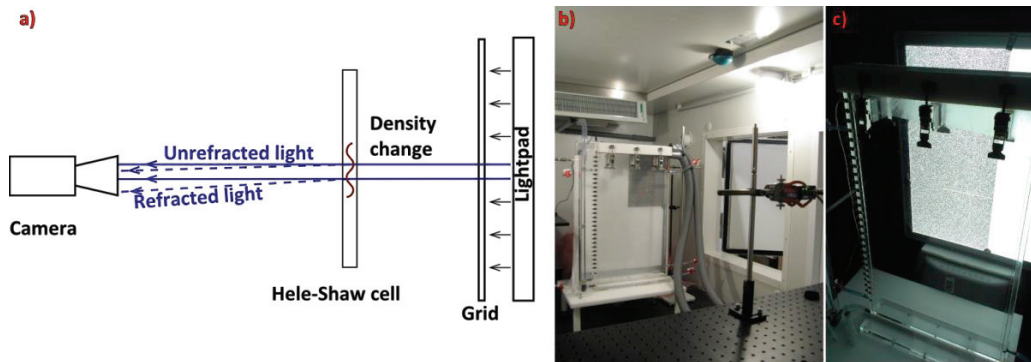 a)
Unrefracted light
Refracted light
Density
change
Lightpad
Camera
Hele-Shaw cell
Grid
b)
c)